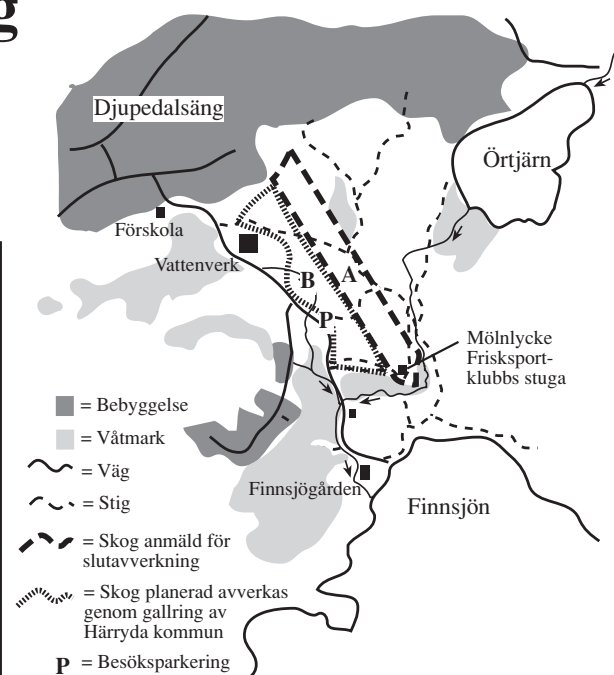 g
Djupedalsäng
Örtjärn
Förskola
Vattenverk
B
A
P
Mölnlycke
Frisksport-
klubbs stuga
= Bebyggelse
= Våtmark
= Väg
= Stig
Finnsjögården
Finnsjön
= Skog anmäld för
slutavverkning
= Skog planerad avverkas
genom gallring av
Härryda kommun
P = Besöksparkering